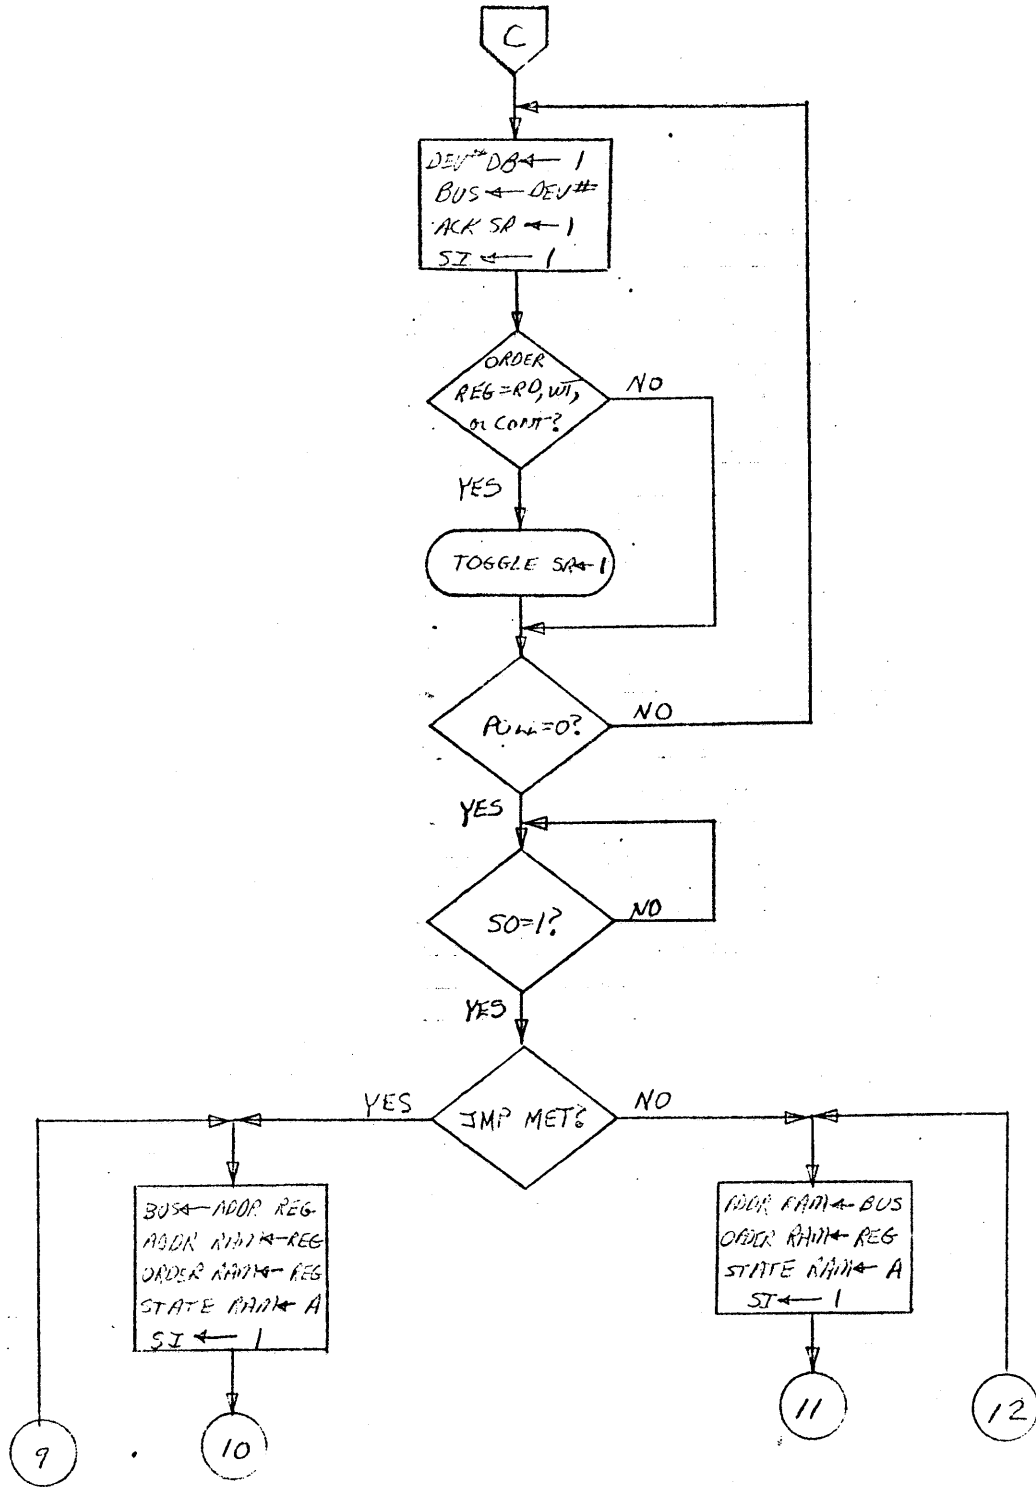 C
DEV# DB ← 1
BUS ← DEV#
ACK SR ← 1
SI ← 1
ORDER
REG=RD, WT,
or CONT?
NO
YES
TOGGLE SR ← 1
=0?
NO
YES
SO=1?
NO
YES
JMP MET?
YES
NO
BUS ← ADDR REG
ADDR RAM ← REG
ORDER RAM ← REG
STATE RAM ← A
SI ← 1
ADDR RAM ← BUS
ORDER RAM ← REG
STATE RAM ← A
SI ← 1
9
10
11
12